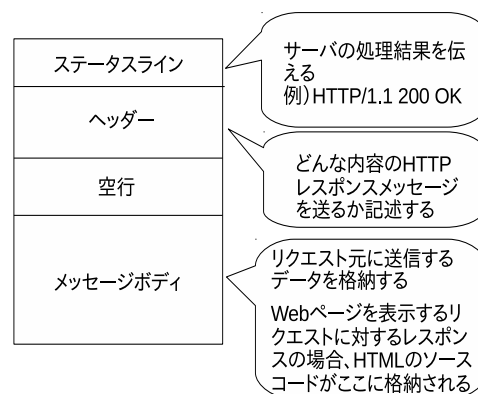 ステータスライン
サーバの処理結果を伝
える
例）HTTP/1.1 200 OK
ヘッダー
どんな内容のHTTP
レスポンスメッセージ
を送るか記述する
空行
メッセージボディ
リクエスト元に送信する
データを格納する
Webページを表示するリ
クエストに対するレスポン
スの場合、HTMLのソース
コードがここに格納される